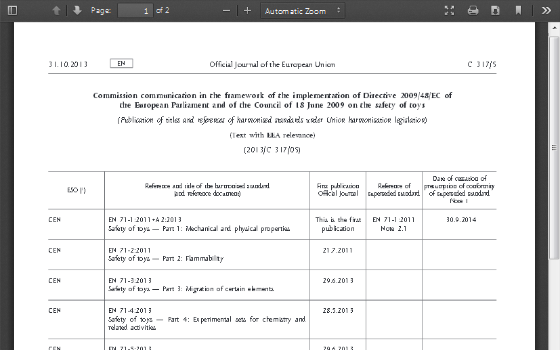 Page: 1 of 2 Automatic Zoom
31.10.2013 EN Official Journal of the European Union C 317/5
Commission communication in the framework of the implementation of Directive 2009/48/EC of
the European Parliament and of the Council of 18 June 2009 on the safety of toys
(Publication of titles and references of harmonised standards under Union harmonisation legislation)
(Text with EEA relevance)
(2013/C 317/05)
ESO (¹)
Reference and title of the harmonised standard
(and reference document)
First publication
Official Journal
Reference of
superseded standard
Date of cessation of
presumption of conformity
of superseded standard
Note 1
CEN
EN 71-1:2011+A2:2013
Safety of toys — Part 1: Mechanical and physical properties
This is the first
publication
EN 71-1:2011
Note 2.1
30.9.2014
CEN
EN 71-2:2011
Safety of toys — Part 2: Flammability
21.7.2011
CEN
EN 71-3:2013
Safety of toys — Part 3: Migration of certain elements
29.6.2013
CEN
EN 71-4:2013
Safety of toys — Part 4: Experimental sets for chemistry and
related activities
28.5.2013
CEN
EN 71-5:2013
29.6.2013